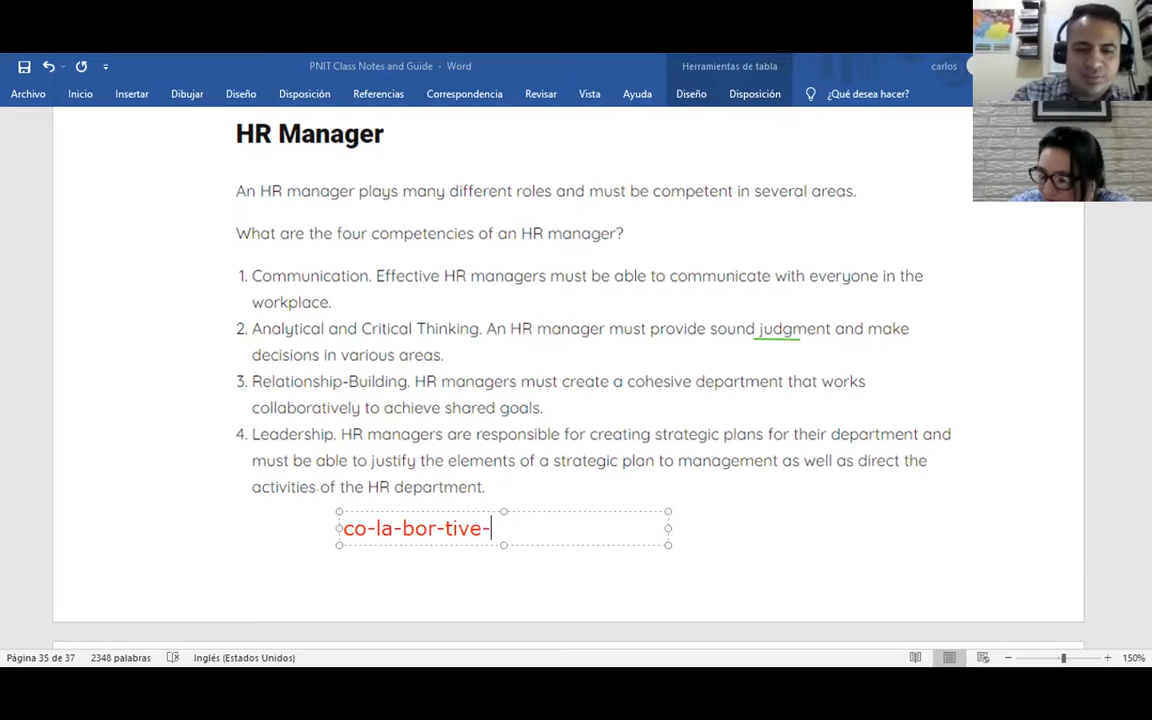 PNIT Class Notes and Guide - Word
Herramientas de tabla
carlos
Archivo Inicio Insertar Dibujar Diseño Disposición Referencias Correspondencia Revisar Vista Ayuda Diseño Disposición ¿Qué desea hacer?
HR Manager
An HR manager plays many different roles and must be competent in several areas.
What are the four competencies of an HR manager?
1. Communication. Effective HR managers must be able to communicate with everyone in the
workplace.
2. Analytical and Critical Thinking. An HR manager must provide sound judgment and make
decisions in various areas.
3. Relationship-Building. HR managers must create a cohesive department that works
collaboratively to achieve shared goals.
4. Leadership. HR managers are responsible for creating strategic plans for their department and
must be able to justify the elements of a strategic plan to management as well as direct the
activities of the HR department.
co-la-bor-tive-
Página 35 de 37 2348 palabras Inglés (Estados Unidos) 150%